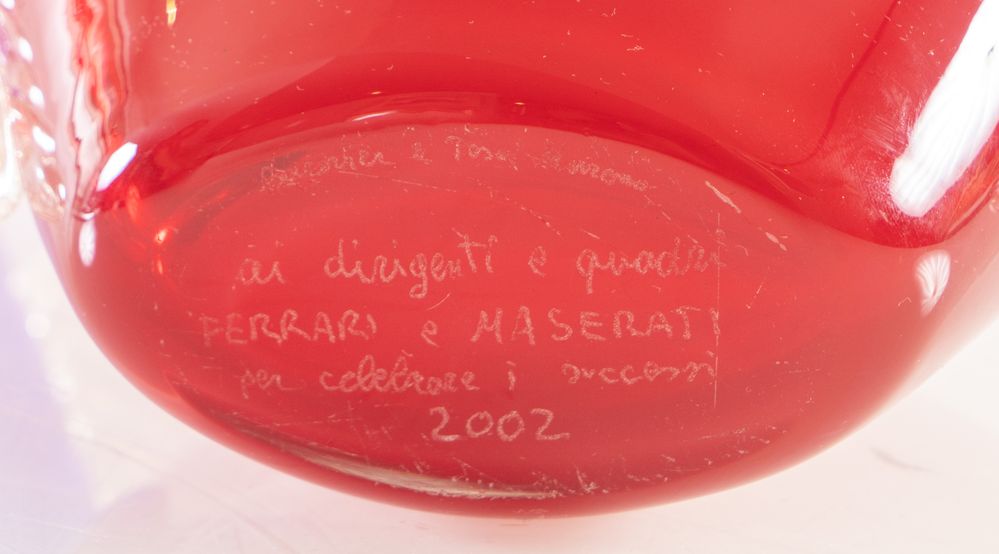 ai dirigenti e quadri
FERRARI e MASERATI
per celebrare i successi
2002